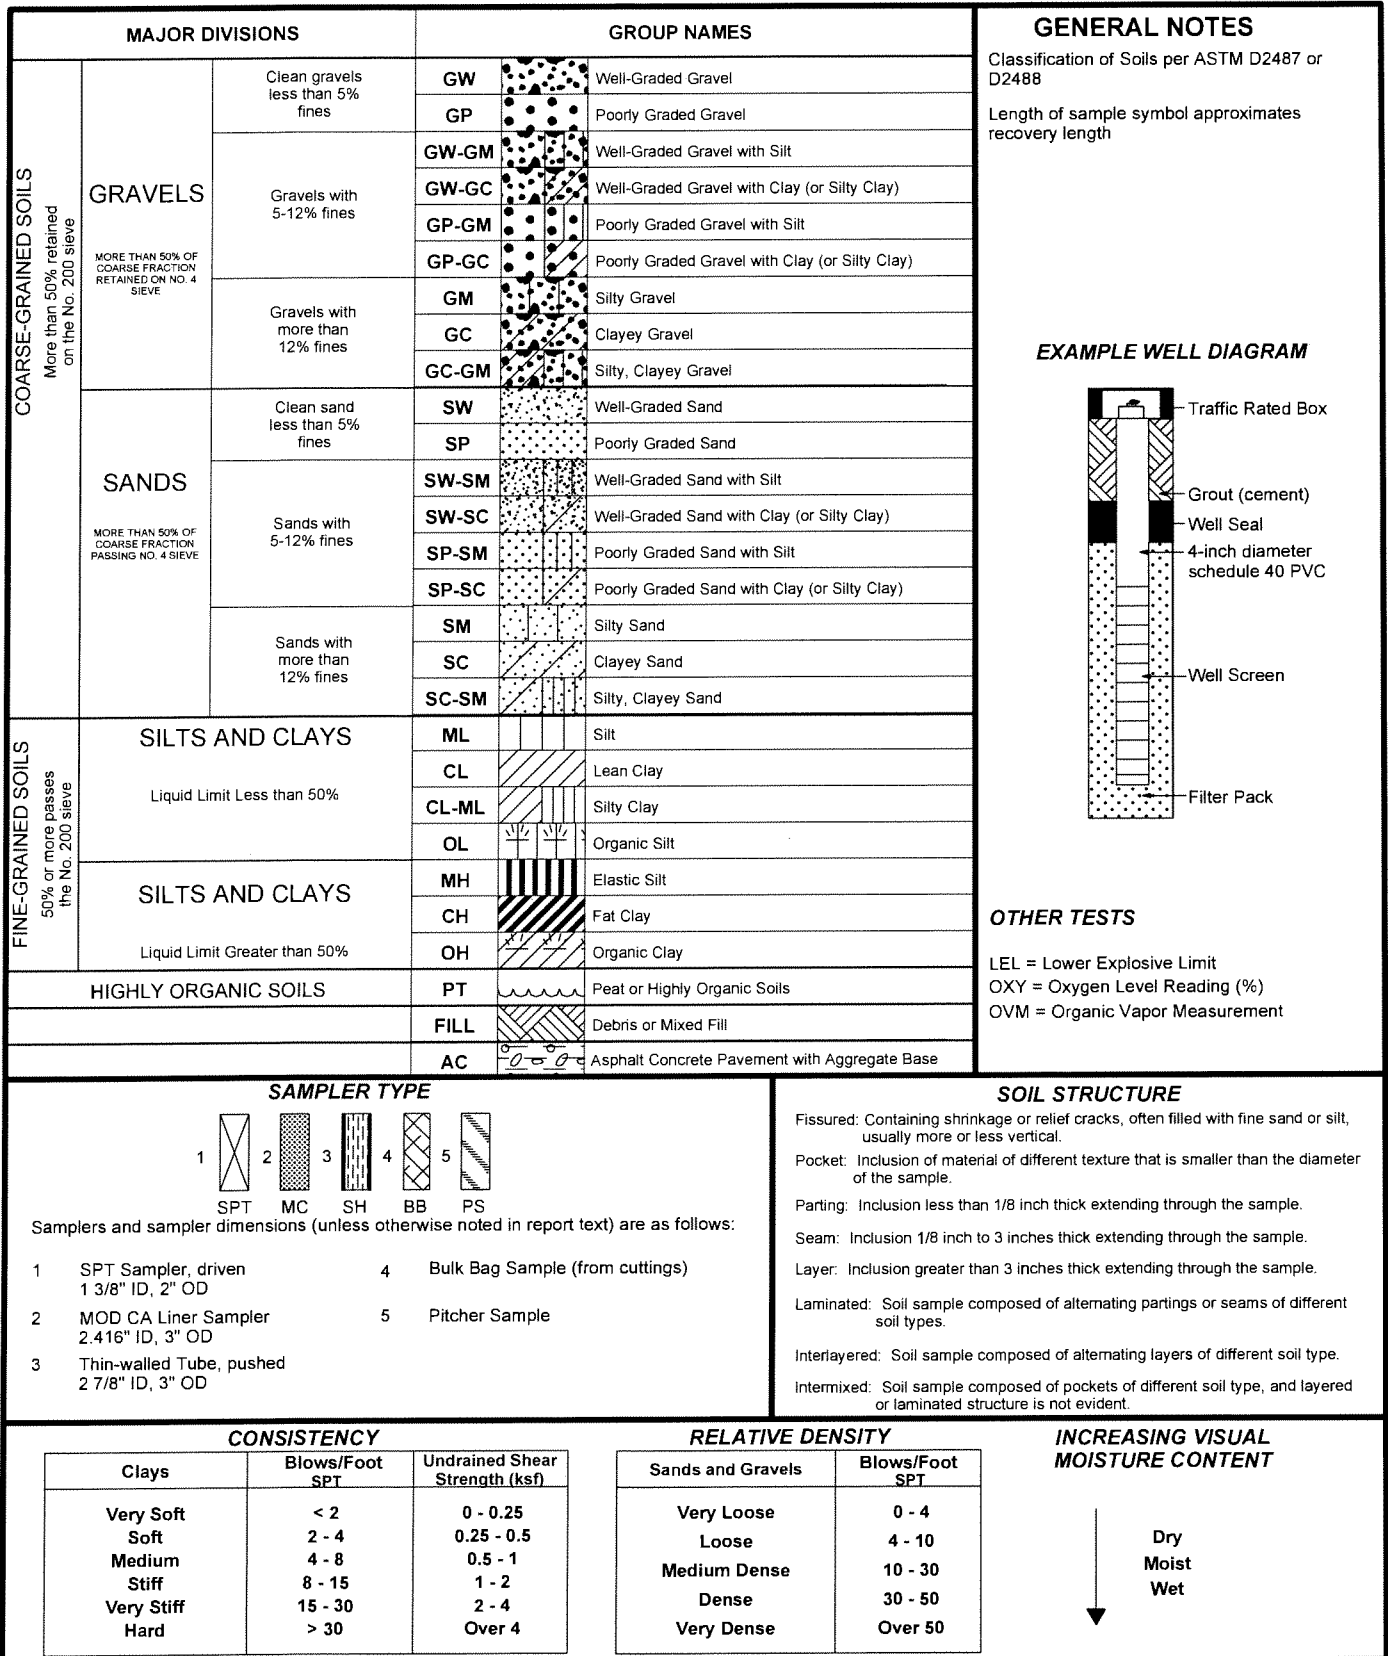 MAJOR DIVISIONS
GROUP NAMES
COARSE-GRAINED SOILS
More than 50% retained
on the No. 200 sieve
GRAVELS
MORE THAN 50% OF
COARSE FRACTION
RETAINED ON NO. 4
SIEVE
Clean gravels
less than 5%
fines
GW Well-Graded Gravel
GP Poorly Graded Gravel
Gravels with
5-12% fines
GW-GM Well-Graded Gravel with Silt
GW-GC Well-Graded Gravel with Clay (or Silty Clay)
GP-GM Poorly Graded Gravel with Silt
GP-GC Poorly Graded Gravel with Clay (or Silty Clay)
Gravels with
more than
12% fines
GM Silty Gravel
GC Clayey Gravel
GC-GM Silty, Clayey Gravel
SANDS
MORE THAN 50% OF
COARSE FRACTION
PASSING NO. 4 SIEVE
Clean sand
less than 5%
fines
SW Well-Graded Sand
SP Poorly Graded Sand
Sands with
5-12% fines
SW-SM Well-Graded Sand with Silt
SW-SC Well-Graded Sand with Clay (or Silty Clay)
SP-SM Poorly Graded Sand with Silt
SP-SC Poorly Graded Sand with Clay (or Silty Clay)
Sands with
more than
12% fines
SM Silty Sand
SC Clayey Sand
SC-SM Silty, Clayey Sand
FINE-GRAINED SOILS
50% or more passes
the No. 200 sieve
SILTS AND CLAYS
Liquid Limit Less than 50%
ML Silt
CL Lean Clay
CL-ML Silty Clay
OL Organic Silt
SILTS AND CLAYS
Liquid Limit Greater than 50%
MH Elastic Silt
CH Fat Clay
OH Organic Clay
HIGHLY ORGANIC SOILS
PT Peat or Highly Organic Soils
FILL Debris or Mixed Fill
AC Asphalt Concrete Pavement with Aggregate Base
GENERAL NOTES
Classification of Soils per ASTM D2487 or
D2488
Length of sample symbol approximates
recovery length
EXAMPLE WELL DIAGRAM
Traffic Rated Box
Grout (cement)
Well Seal
4-inch diameter
schedule 40 PVC
Well Screen
Filter Pack
OTHER TESTS
LEL = Lower Explosive Limit
OXY = Oxygen Level Reading (%)
OVM = Organic Vapor Measurement
SAMPLER TYPE
1 2 3 4 5
SPT MC SH BB PS
Samplers and sampler dimensions (unless otherwise noted in report text) are as follows:
1 SPT Sampler, driven
1 3/8" ID, 2" OD
2 MOD CA Liner Sampler
2.416" ID, 3" OD
3 Thin-walled Tube, pushed
2 7/8" ID, 3" OD
4 Bulk Bag Sample (from cuttings)
5 Pitcher Sample
SOIL STRUCTURE
Fissured: Containing shrinkage or relief cracks, often filled with fine sand or silt,
usually more or less vertical.
Pocket: Inclusion of material of different texture that is smaller than the diameter
of the sample.
Parting: Inclusion less than 1/8 inch thick extending through the sample.
Seam: Inclusion 1/8 inch to 3 inches thick extending through the sample.
Layer: Inclusion greater than 3 inches thick extending through the sample.
Laminated: Soil sample composed of alternating partings or seams of different
soil types.
Interlayered: Soil sample composed of alternating layers of different soil type.
Intermixed: Soil sample composed of pockets of different soil type, and layered
or laminated structure is not evident.
CONSISTENCY
Clays Blows/Foot SPT Undrained Shear Strength (ksf)
Very Soft < 2 0 - 0.25
Soft 2 - 4 0.25 - 0.5
Medium 4 - 8 0.5 - 1
Stiff 8 - 15 1 - 2
Very Stiff 15 - 30 2 - 4
Hard > 30 Over 4
RELATIVE DENSITY
Sands and Gravels Blows/Foot SPT
Very Loose 0 - 4
Loose 4 - 10
Medium Dense 10 - 30
Dense 30 - 50
Very Dense Over 50
INCREASING VISUAL
MOISTURE CONTENT
Dry
Moist
Wet